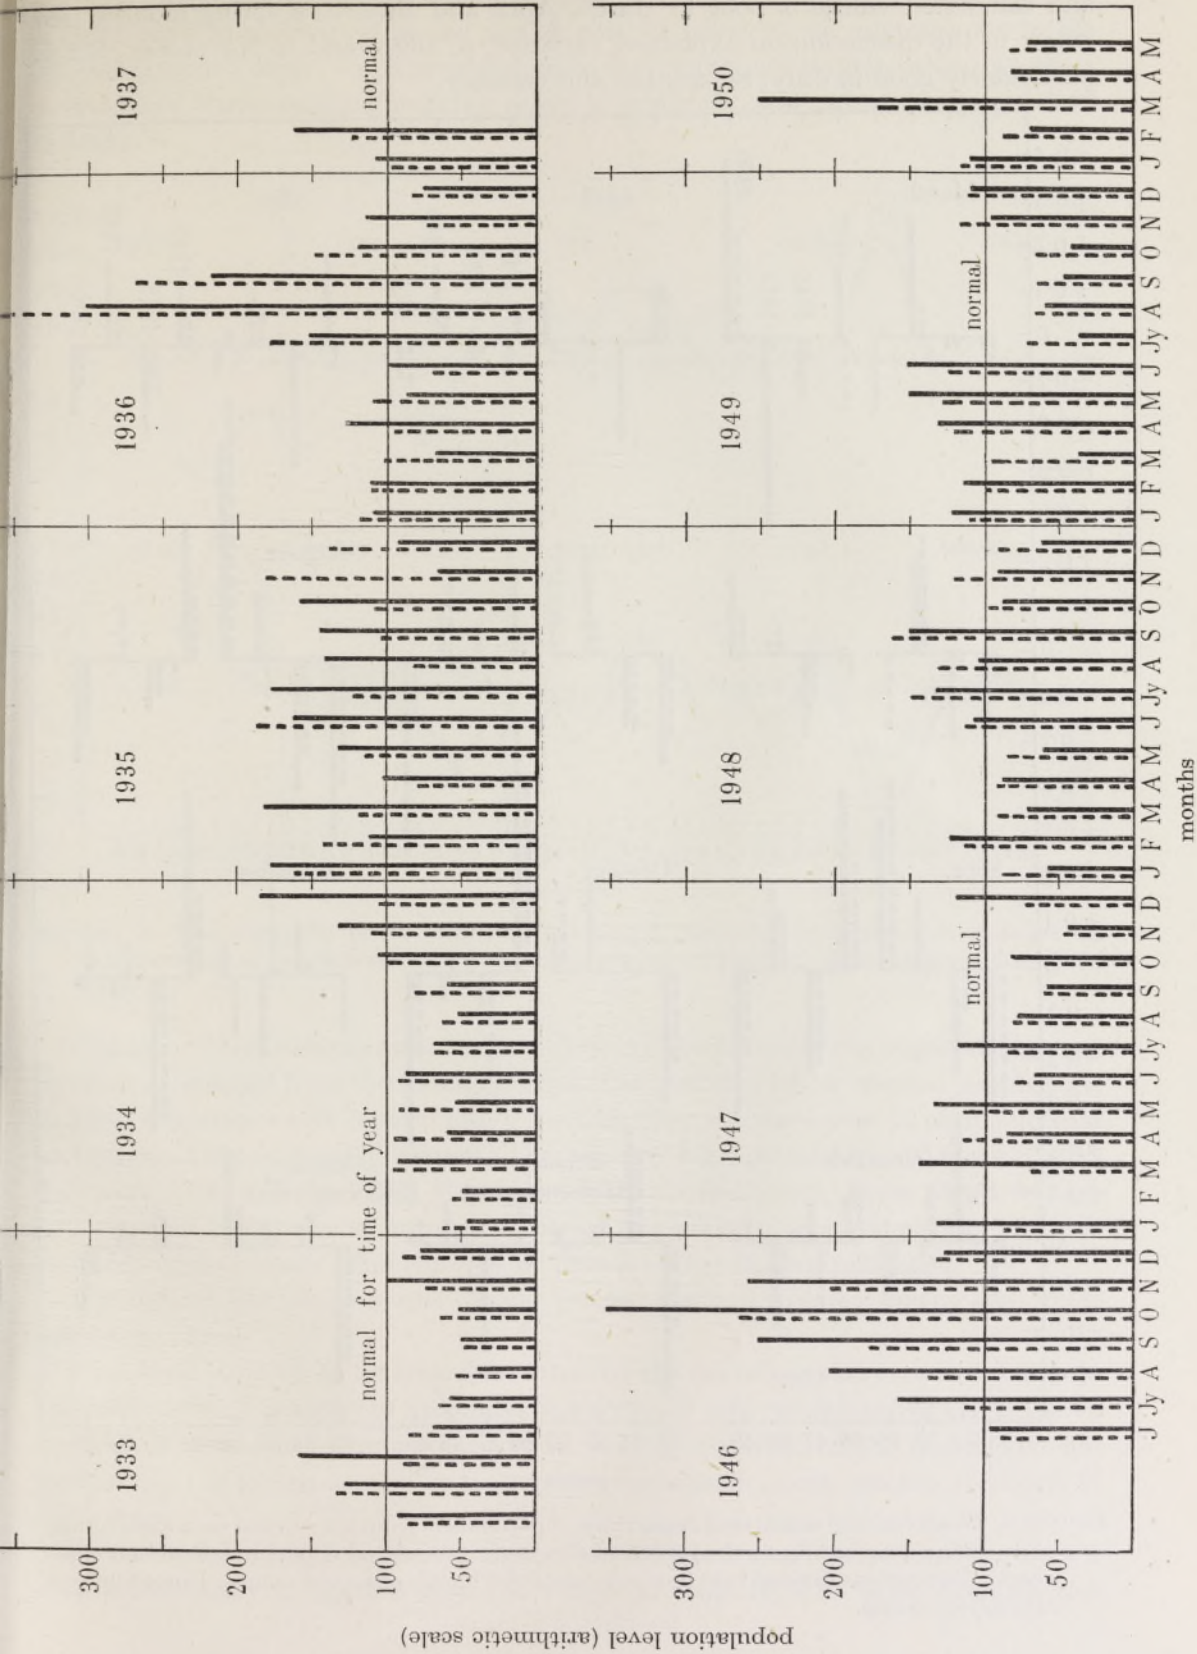 population level (arithmetic scale)
300
200
100
50
1933
1934
1935
1936
1937
normal for time of year
normal
300
200
100
50
1946
1947
1948
1949
1950
normal
normal
J Jy A S O N D J F M A M J Jy A S O N D J F M A M J Jy A S O N D J F M A M J Jy A S O N D J F M A M
months